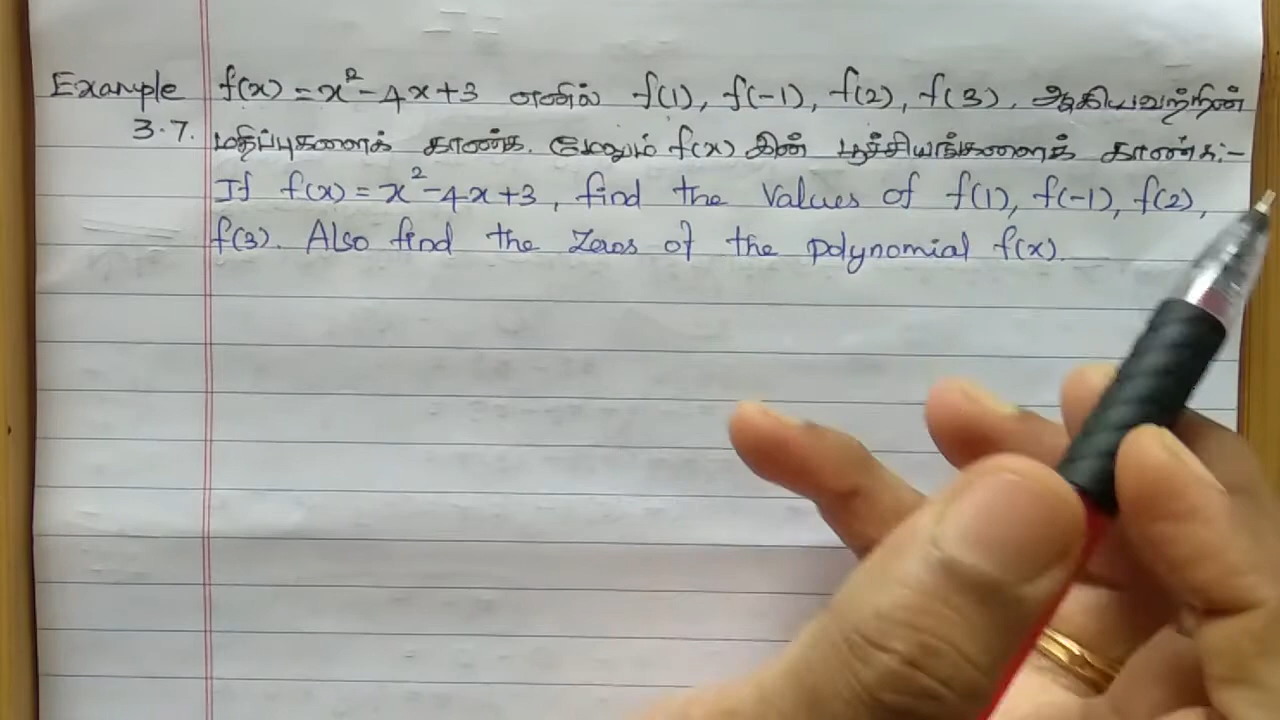 Example f(x) = x² - 4x + 3 எனில் f(1), f(-1), f(2), f(3). ஆகியவற்றின்
3.7. மதிப்புகளைக் காண்க. மேலும் f(x) இன் பூச்சியங்களைக் காண்க:-
If f(x) = x² - 4x + 3, find the values of f(1), f(-1), f(2),
f(3). Also find the zeros of the polynomial f(x).